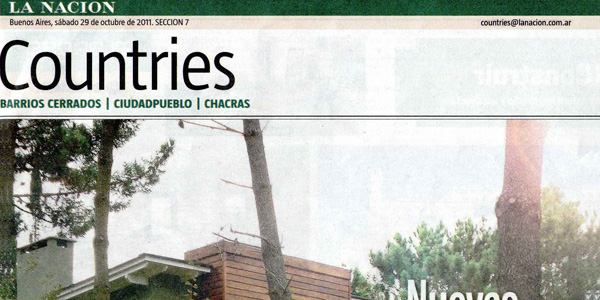 LA NACION
Buenos Aires, sábado 29 de octubre de 2011. SECCION 7 countries@lanacion.com.ar
Countries
BARRIOS CERRADOS | CIUDADPUEBLO | CHACRAS
Nuevos